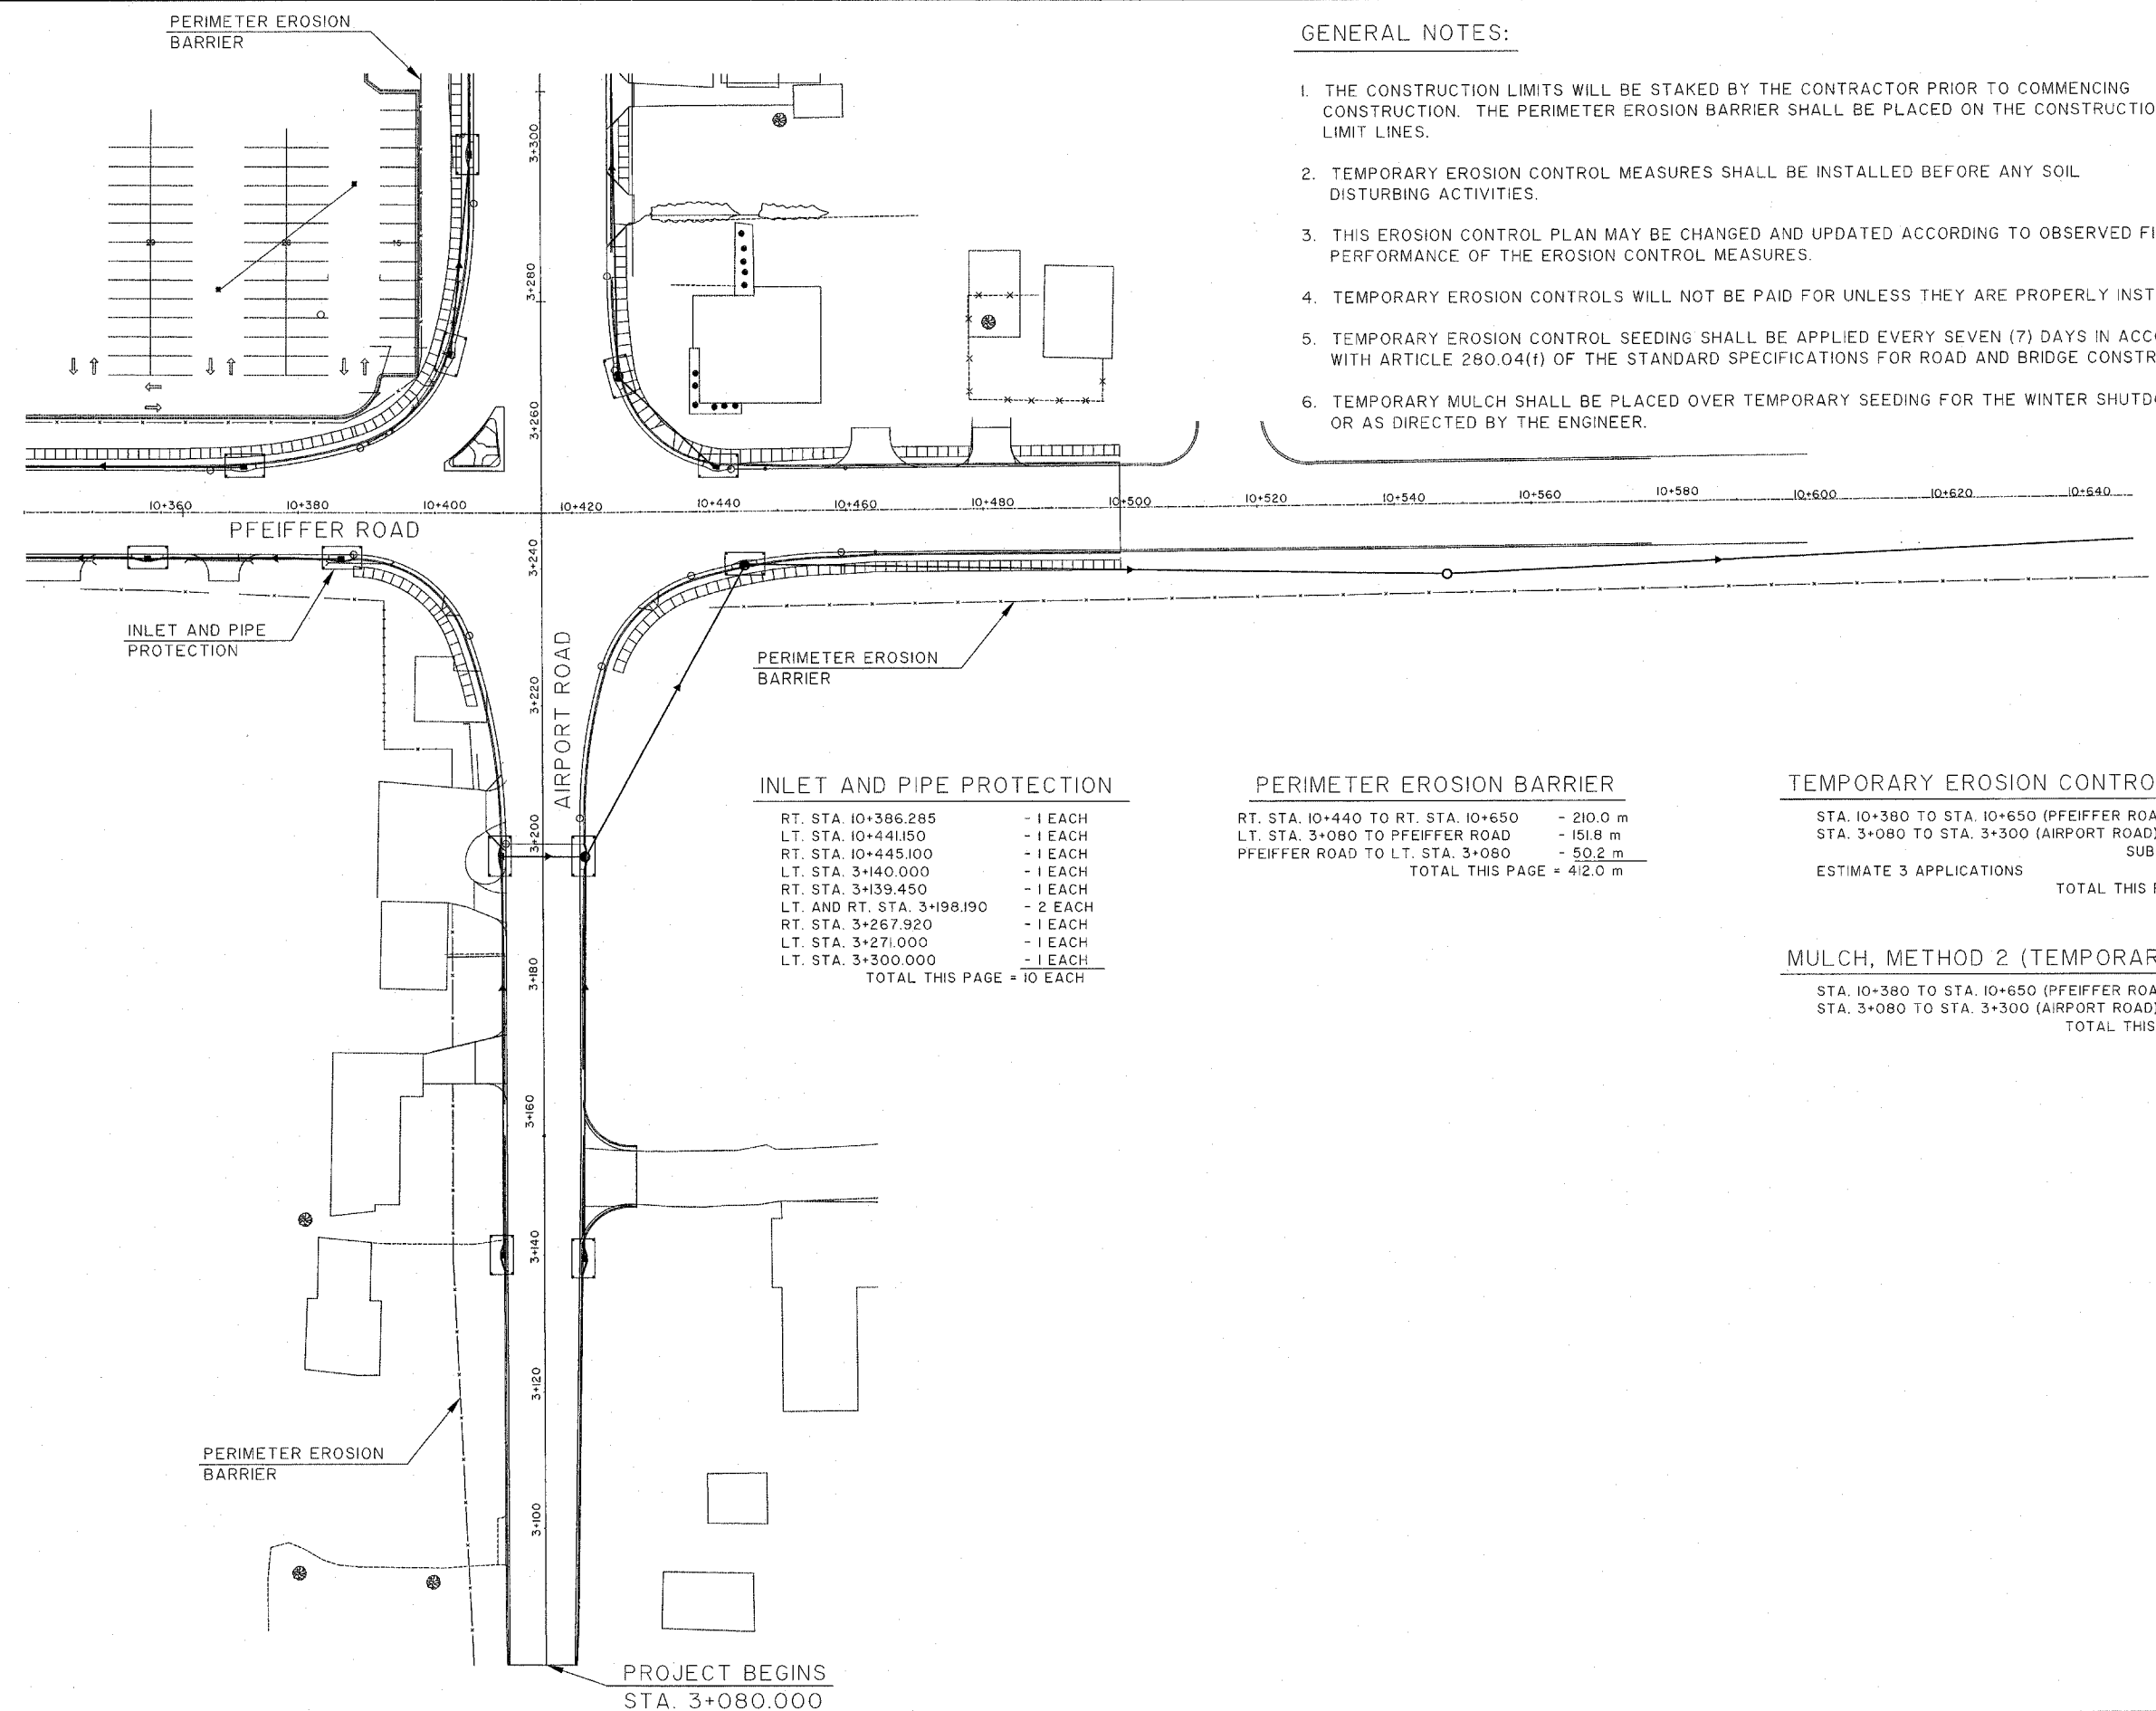 PERIMETER EROSION
BARRIER
GENERAL NOTES:
1. THE CONSTRUCTION LIMITS WILL BE STAKED BY THE CONTRACTOR PRIOR TO COMMENCING
CONSTRUCTION. THE PERIMETER EROSION BARRIER SHALL BE PLACED ON THE CONSTRUCTIO
LIMIT LINES.
2. TEMPORARY EROSION CONTROL MEASURES SHALL BE INSTALLED BEFORE ANY SOIL
DISTURBING ACTIVITIES.
3. THIS EROSION CONTROL PLAN MAY BE CHANGED AND UPDATED ACCORDING TO OBSERVED FI
PERFORMANCE OF THE EROSION CONTROL MEASURES.
4. TEMPORARY EROSION CONTROLS WILL NOT BE PAID FOR UNLESS THEY ARE PROPERLY INST
5. TEMPORARY EROSION CONTROL SEEDING SHALL BE APPLIED EVERY SEVEN (7) DAYS IN ACCO
WITH ARTICLE 280.04(f) OF THE STANDARD SPECIFICATIONS FOR ROAD AND BRIDGE CONSTR
6. TEMPORARY MULCH SHALL BE PLACED OVER TEMPORARY SEEDING FOR THE WINTER SHUTD
OR AS DIRECTED BY THE ENGINEER.
3+300
3+280
3+260
15
10+360 10+380 10+400 10+420 10+440 10+460 10+480 10+500 10+520 10+540 10+560 10+580 10+600 10+620 10+640
PFEIFFER ROAD
3+240
INLET AND PIPE
PROTECTION
AIRPORT ROAD
PERIMETER EROSION
BARRIER
3+220
3+200
INLET AND PIPE PROTECTION
RT. STA. 10+386.285 - 1 EACH
LT. STA. 10+441.150 - 1 EACH
RT. STA. 10+445.100 - 1 EACH
LT. STA. 3+140.000 - 1 EACH
RT. STA. 3+139.450 - 1 EACH
LT. AND RT. STA. 3+198.190 - 2 EACH
RT. STA. 3+267.920 - 1 EACH
LT. STA. 3+271.000 - 1 EACH
LT. STA. 3+300.000 - 1 EACH
TOTAL THIS PAGE = 10 EACH
PERIMETER EROSION BARRIER
RT. STA. 10+440 TO RT. STA. 10+650 - 210.0 m
LT. STA. 3+080 TO PFEIFFER ROAD - 151.8 m
PFEIFFER ROAD TO LT. STA. 3+080 - 50.2 m
TOTAL THIS PAGE = 412.0 m
TEMPORARY EROSION CONTRO
STA. 10+380 TO STA. 10+650 (PFEIFFER ROA
STA. 3+080 TO STA. 3+300 (AIRPORT ROAD)
SUB
ESTIMATE 3 APPLICATIONS
TOTAL THIS P
MULCH, METHOD 2 (TEMPORAR
STA. 10+380 TO STA. 10+650 (PFEIFFER ROA
STA. 3+080 TO STA. 3+300 (AIRPORT ROAD)
TOTAL THIS
3+180
3+160
3+140
3+120
PERIMETER EROSION
BARRIER
3+100
PROJECT BEGINS
STA. 3+080.000